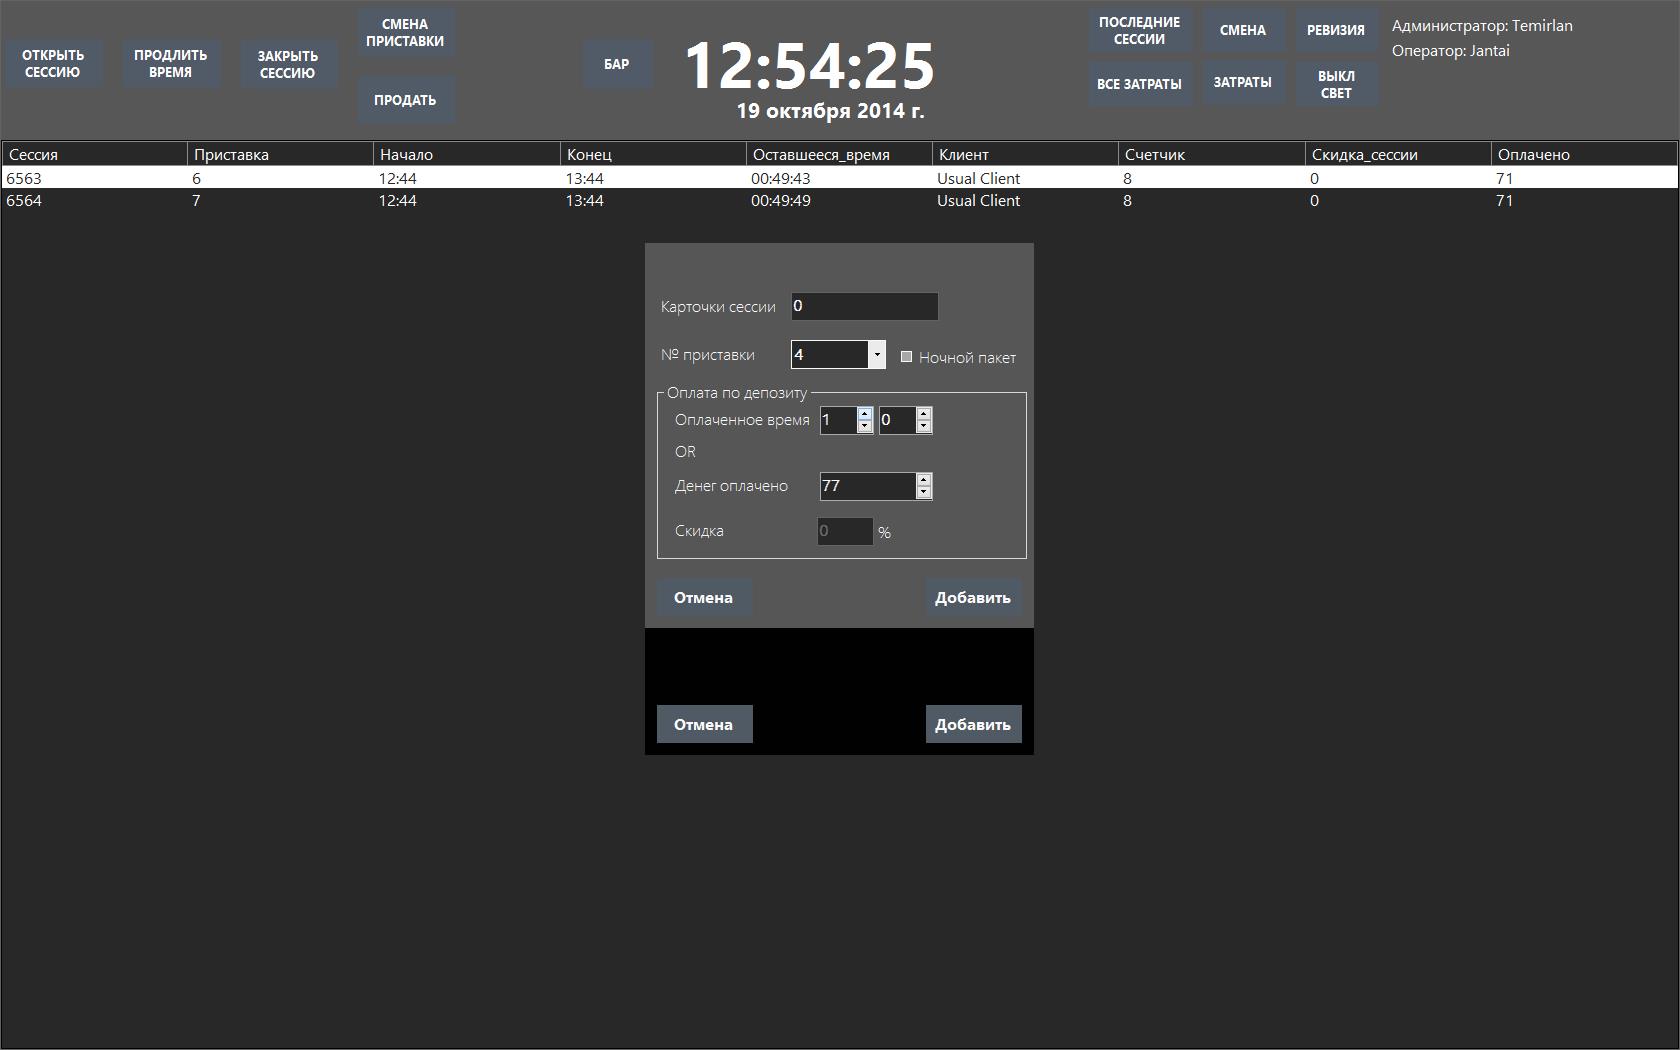 ОТКРЫТЬ
СЕССИЮ
ПРОДЛИТЬ
ВРЕМЯ
ЗАКРЫТЬ
СЕССИЮ
СМЕНА
ПРИСТАВКИ
ПРОДАТЬ
БАР
12:54:25
19 октября 2014 г.
ПОСЛЕДНИЕ
СЕССИИ
СМЕНА
РЕВИЗИЯ
ВСЕ ЗАТРАТЫ
ЗАТРАТЫ
ВЫКЛ
СВЕТ
Администратор: Temirlan
Оператор: Jantai
Сессия Приставка Начало Конец Оставшееся_время Клиент Счетчик Скидка_сессии Оплачено
6563 6 12:44 13:44 00:49:43 Usual Client 8 0 71
6564 7 12:44 13:44 00:49:49 Usual Client 8 0 71
Карточки сессии 0
№ приставки 4 Ночной пакет
Оплата по депозиту
Оплаченное время 1 0
OR
Денег оплачено 77
Скидка 0 %
Отмена Добавить
Отмена Добавить